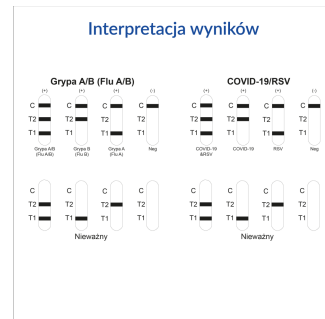 Interpretacja wyników
Grypa A/B (Flu A/B) COVID-19/RSV
(+) (+) (+) (-) (+) (+) (+) (-)
C C C C C C C C
T2 T2 T2 T2 T2 T2 T2 T2
T1 T1 T1 T1 T1 T1 T1 T1
Grypa A/B Grypa B Grypa A Neg COVID-19 COVID-19 RSV Neg
(Flu A/B) (Flu B) (Flu A) &RSV
C C C C C C C C
T2 T2 T2 T2 T2 T2 T2 T2
T1 T1 T1 T1 T1 T1 T1 T1
Nieważny Nieważny